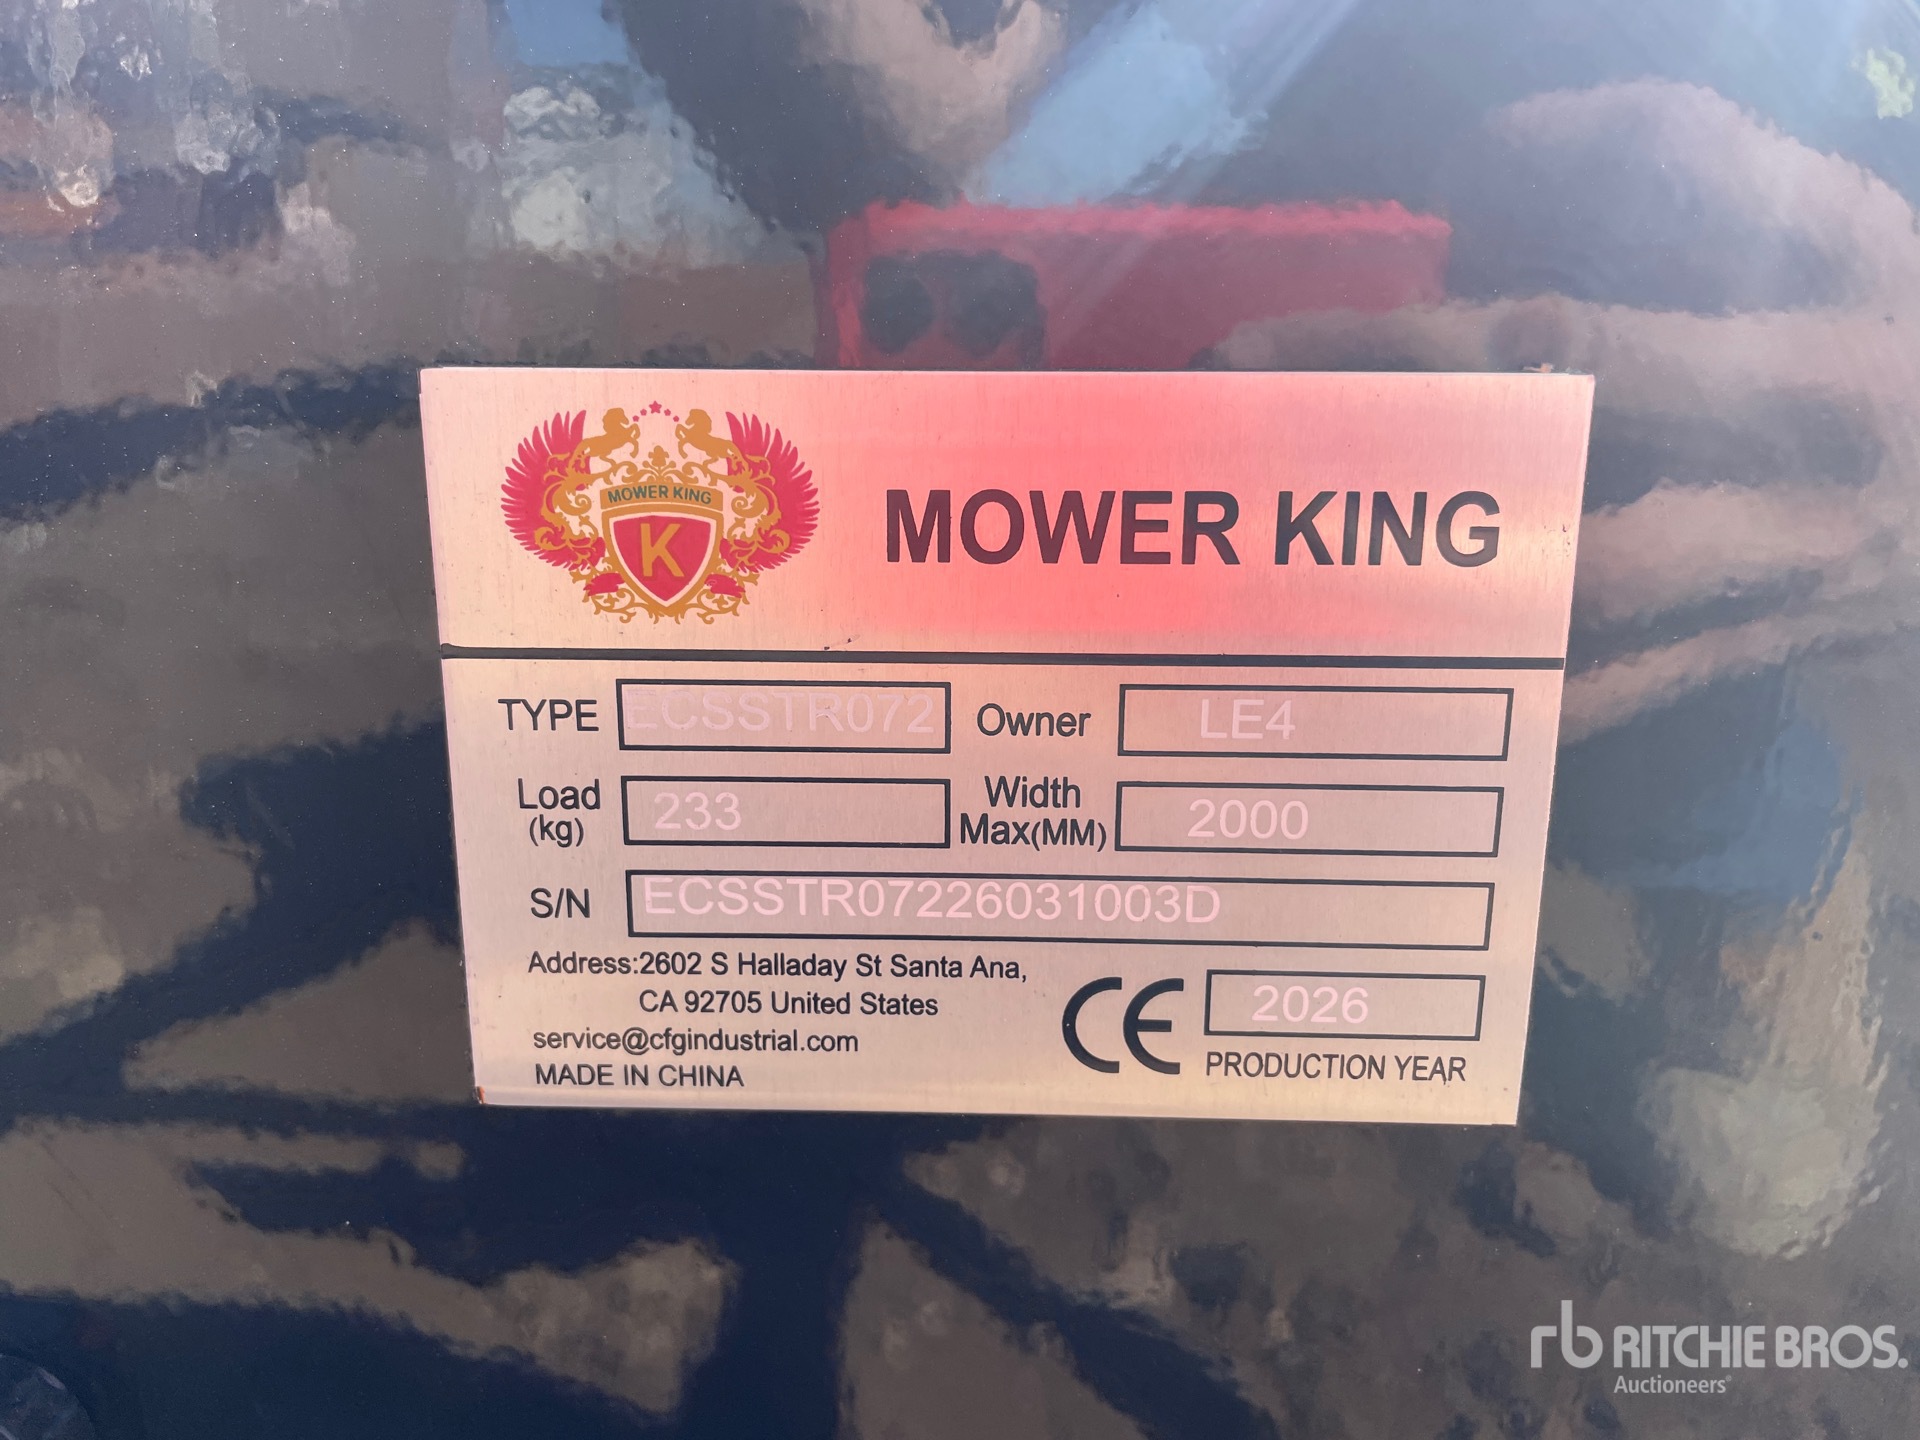 MOWER KING
K
MOWER KING
TYPE ECSSTR072 Owner LE4
Load (kg) 233 Width Max(MM) 2000
S/N ECSSTR07226031003D
Address:2602 S Halladay St Santa Ana,
CA 92705 United States
service@cfgindustrial.com
MADE IN CHINA
CE 2026
PRODUCTION YEAR
rb RITCHIE BROS.
Auctioneers